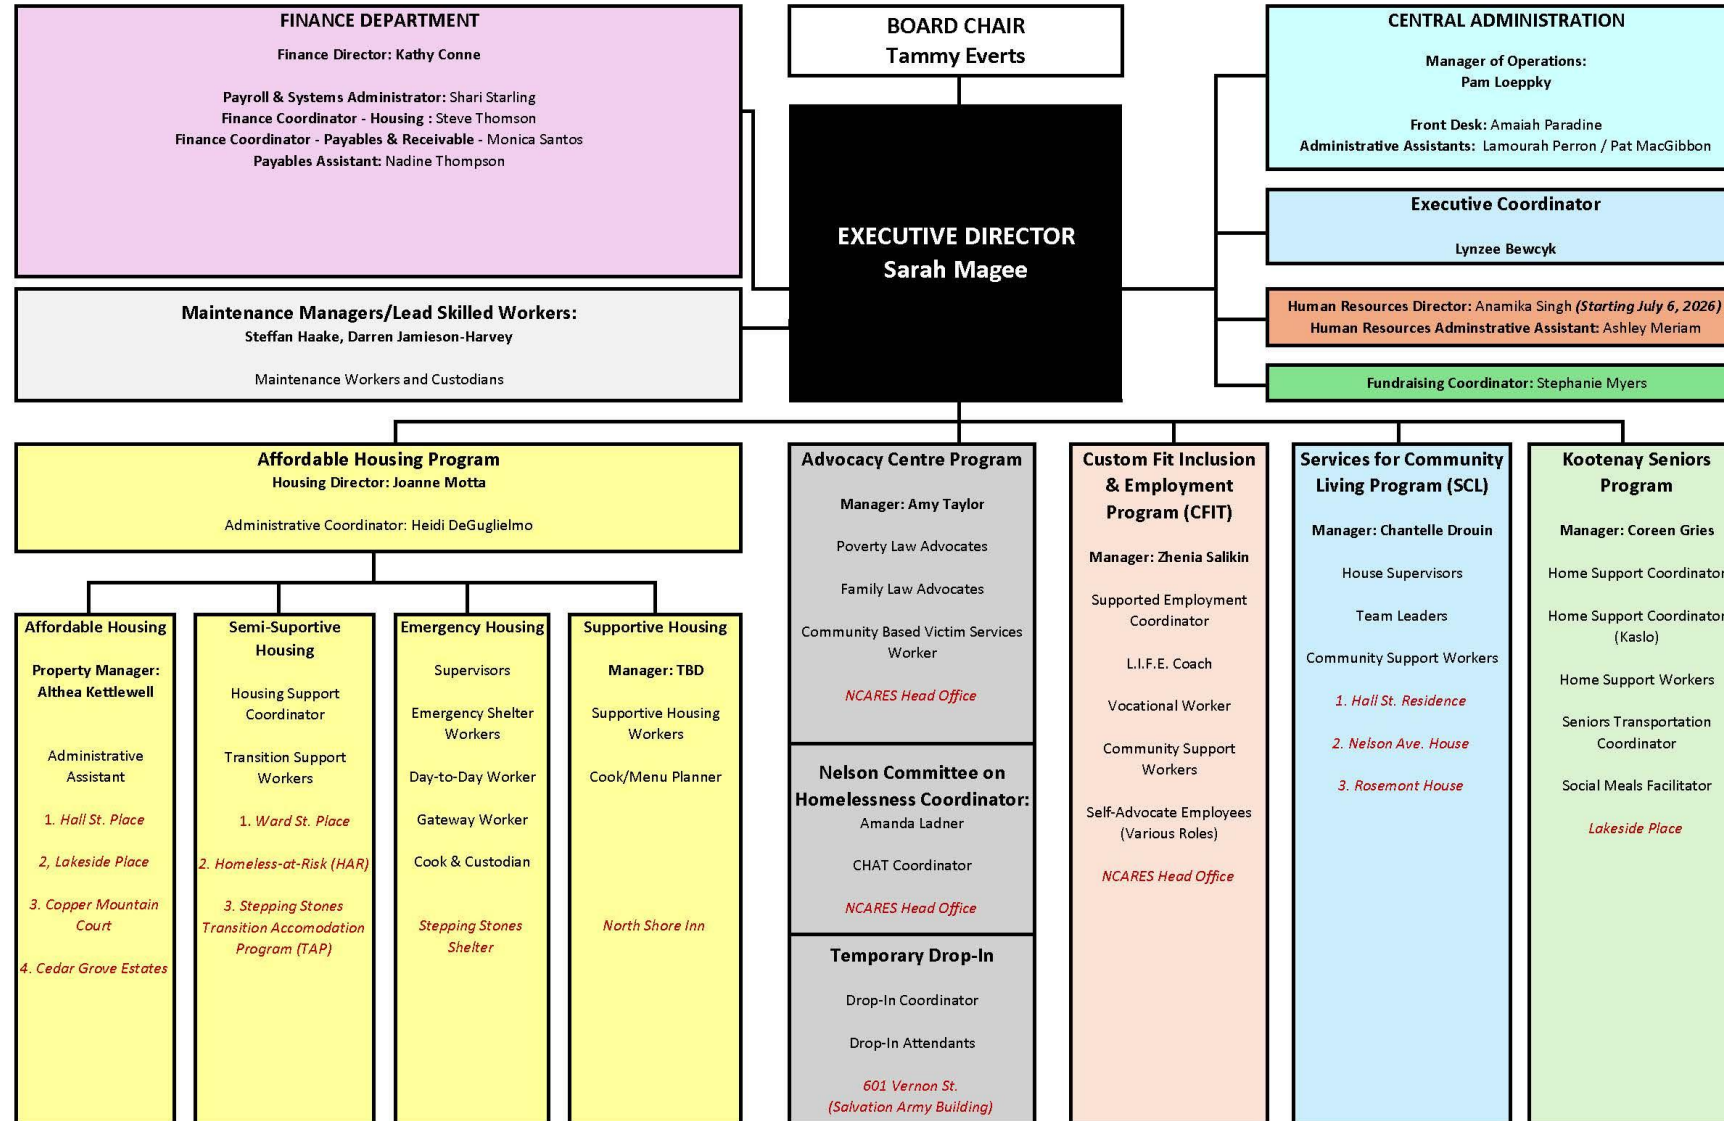 FINANCE DEPARTMENT
Finance Director: Kathy Conne
Payroll & Systems Administrator: Shari Starling
Finance Coordinator - Housing : Steve Thomson
Finance Coordinator - Payables & Receivable - Monica Santos
Payables Assistant: Nadine Thompson
BOARD CHAIR
Tammy Everts
EXECUTIVE DIRECTOR
Sarah Magee
CENTRAL ADMINISTRATION
Manager of Operations:
Pam Loeppky
Front Desk: Amaiah Paradine
Administrative Assistants: Lamourah Perron / Pat MacGibbon
Executive Coordinator
Lynzee Bewcyk
Human Resources Director: Anamika Singh (Starting July 6, 2026)
Human Resources Adminstrative Assistant: Ashley Meriam
Fundraising Coordinator: Stephanie Myers
Maintenance Managers/Lead Skilled Workers:
Steffan Haake, Darren Jamieson-Harvey
Maintenance Workers and Custodians
Affordable Housing Program
Housing Director: Joanne Motta
Administrative Coordinator: Heidi DeGuglielmo
Affordable Housing
Property Manager:
Althea Kettlewell
Administrative
Assistant
1. Hall St. Place
2, Lakeside Place
3. Copper Mountain
Court
4. Cedar Grove Estates
Semi-Suportive
Housing
Housing Support
Coordinator
Transition Support
Workers
1. Ward St. Place
2. Homeless-at-Risk (HAR)
3. Stepping Stones
Transition Accomodation
Program (TAP)
Emergency Housing
Supervisors
Emergency Shelter
Workers
Day-to-Day Worker
Gateway Worker
Cook & Custodian
Stepping Stones
Shelter
Supportive Housing
Manager: TBD
Supportive Housing
Workers
Cook/Menu Planner
North Shore Inn
Advocacy Centre Program
Manager: Amy Taylor
Poverty Law Advocates
Family Law Advocates
Community Based Victim Services
Worker
NCARES Head Office
Nelson Committee on
Homelessness Coordinator:
Amanda Ladner
CHAT Coordinator
NCARES Head Office
Temporary Drop-In
Drop-In Coordinator
Drop-In Attendants
601 Vernon St.
(Salvation Army Building)
Custom Fit Inclusion
& Employment
Program (CFIT)
Manager: Zhenia Salikin
Supported Employment
Coordinator
L.I.F.E. Coach
Vocational Worker
Community Support
Workers
Self-Advocate Employees
(Various Roles)
NCARES Head Office
Services for Community
Living Program (SCL)
Manager: Chantelle Drouin
House Supervisors
Team Leaders
Community Support Workers
1. Hall St. Residence
2. Nelson Ave. House
3. Rosemont House
Kootenay Seniors
Program
Manager: Coreen Gries
Home Support Coordinator
Home Support Coordinator
(Kaslo)
Home Support Workers
Seniors Transportation
Coordinator
Social Meals Facilitator
Lakeside Place